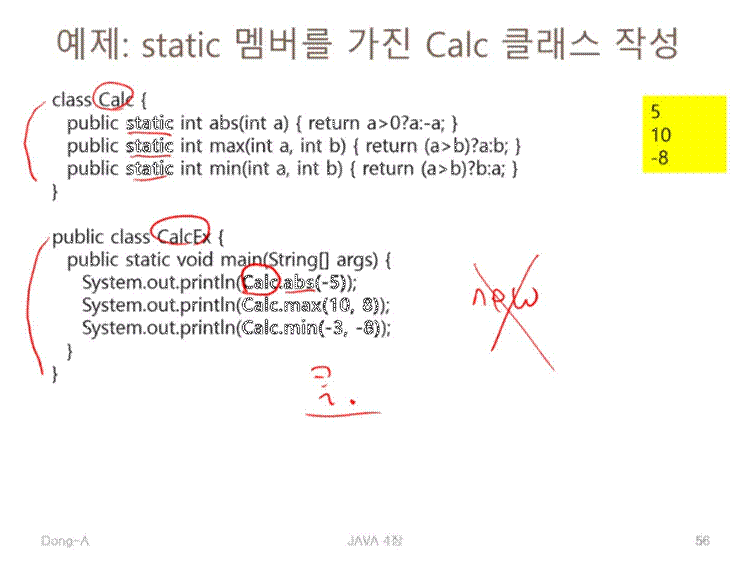 예제: static 멤버를 가진 Calc 클래스 작성
class Calc {
public static int abs(int a) { return a>0?a:-a; }
public static int max(int a, int b) { return (a>b)?a:b; }
public static int min(int a, int b) { return (a>b)?b:a; }
}
5
10
-8
public class CalcEx {
public static void main(String[] args) {
System.out.println(Calc.abs(-5));
System.out.println(Calc.max(10, 8));
System.out.println(Calc.min(-3, -8));
}
}
new
Dong-A
JAVA 4장
56